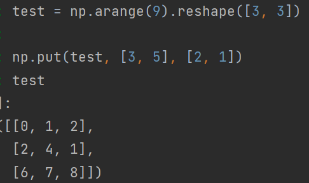 test = np.arange(9).reshape([3, 3])
np.put(test, [3, 5], [2, 1])
test
]:
([[0, 1, 2],
[2, 4, 1],
[6, 7, 8]])